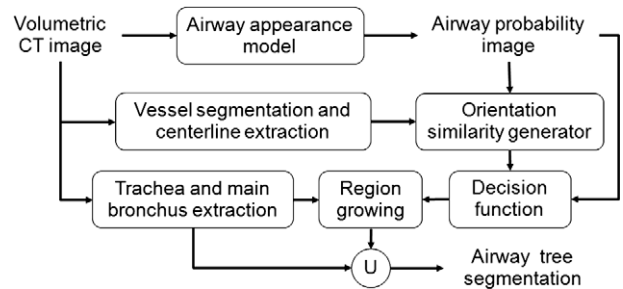 Volumetric
CT image
Airway appearance
model
Airway probability
image
Vessel segmentation and
centerline extraction
Orientation
similarity generator
Trachea and main
bronchus extraction
Region
growing
Decision
function
U
Airway tree
segmentation